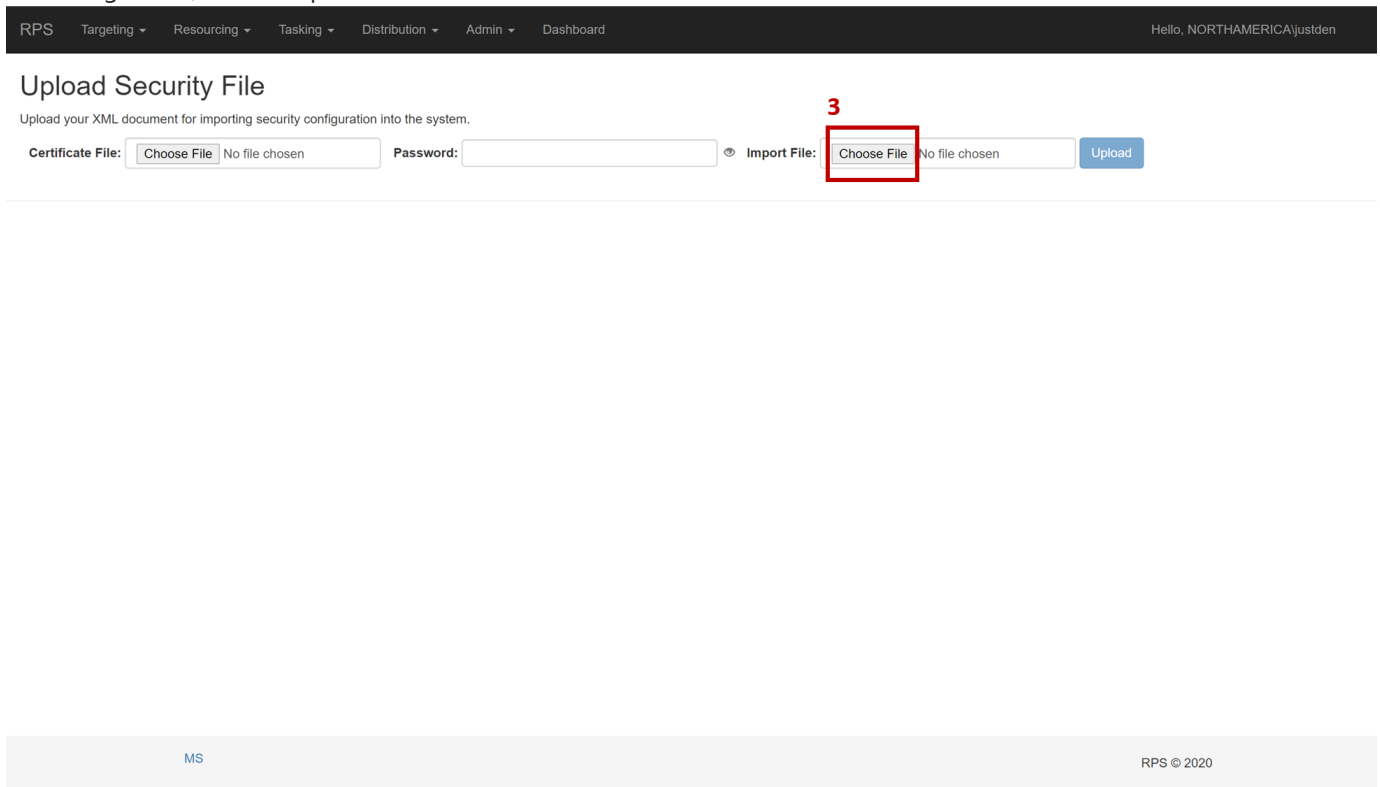 RPS Targeting Resourcing Tasking Distribution Admin Dashboard Hello, NORTHAMERICA\justden
Upload Security File
Upload your XML document for importing security configuration into the system.
3
Certificate File: Choose File No file chosen Password: Import File: Choose File No file chosen Upload
MS RPS © 2020